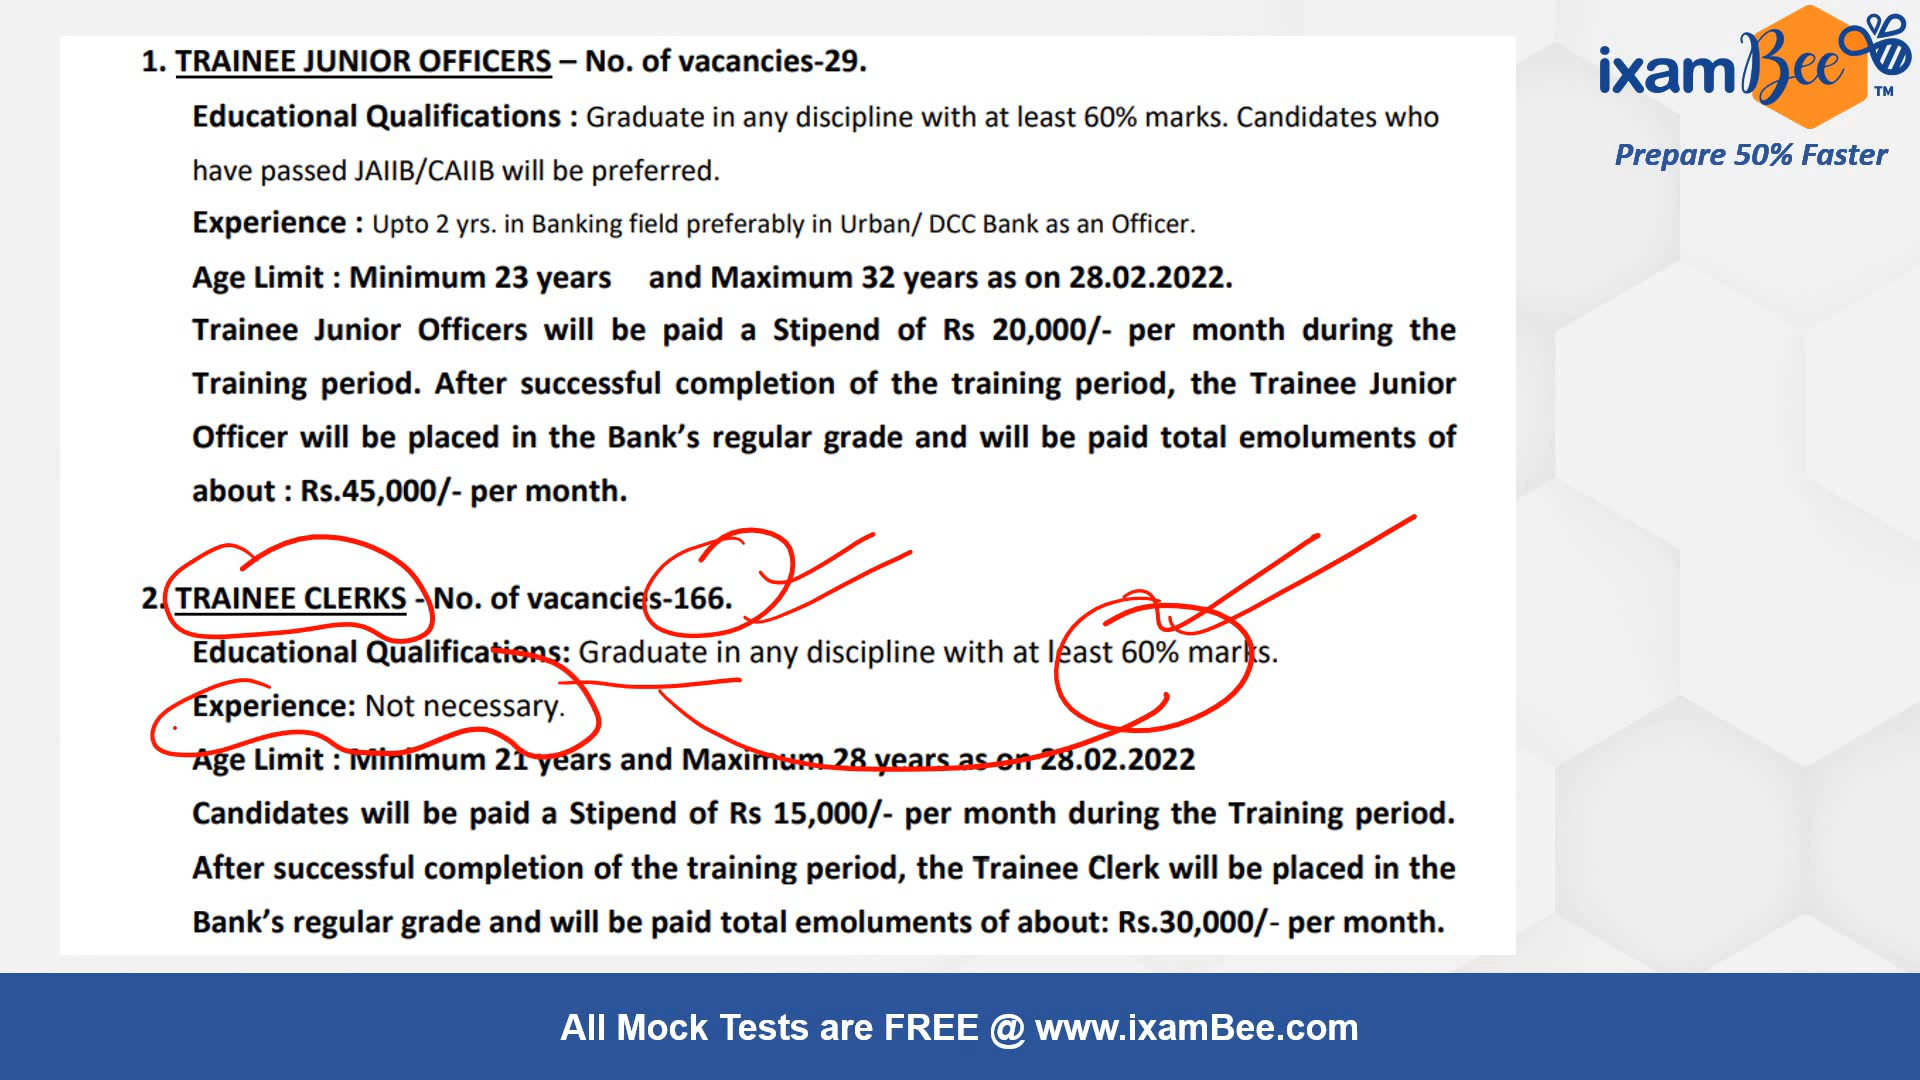 1. TRAINEE JUNIOR OFFICERS – No. of vacancies-29.
Educational Qualifications : Graduate in any discipline with at least 60% marks. Candidates who
have passed JAIIB/CAIIB will be preferred.
Experience : Upto 2 yrs. in Banking field preferably in Urban/ DCC Bank as an Officer.
Age Limit : Minimum 23 years and Maximum 32 years as on 28.02.2022.
Trainee Junior Officers will be paid a Stipend of Rs 20,000/- per month during the
Training period. After successful completion of the training period, the Trainee Junior
Officer will be placed in the Bank’s regular grade and will be paid total emoluments of
about : Rs.45,000/- per month.
2. TRAINEE CLERKS - No. of vacancies-166.
Educational Qualifications: Graduate in any discipline with at least 60% marks.
Experience: Not necessary.
Age Limit : Minimum 21 years and Maximum 28 years as on 28.02.2022
Candidates will be paid a Stipend of Rs 15,000/- per month during the Training period.
After successful completion of the training period, the Trainee Clerk will be placed in the
Bank’s regular grade and will be paid total emoluments of about: Rs.30,000/- per month.
ixamBee TM
Prepare 50% Faster
All Mock Tests are FREE @ www.ixamBee.com